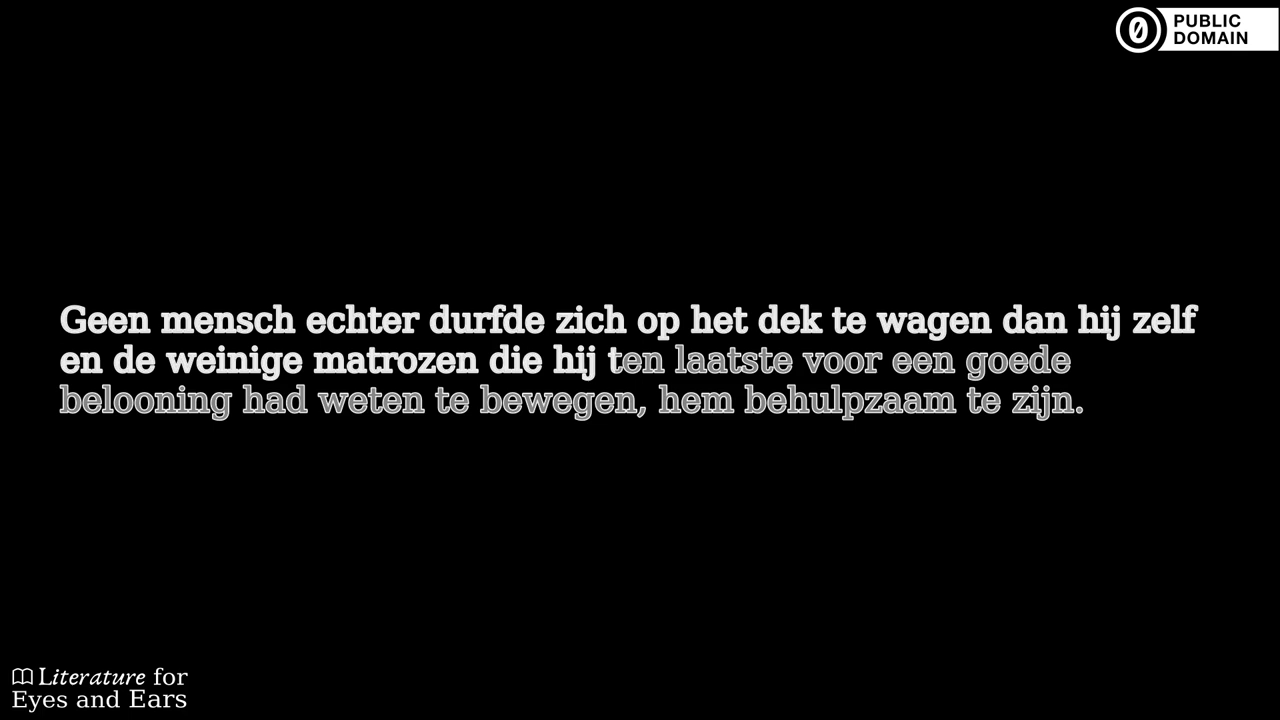 PUBLIC
DOMAIN
Geen mensch echter durfde zich op het dek te wagen dan hij zelf
en de weinige matrozen die hij ten laatste voor een goede
belooning had weten te bewegen, hem behulpzaam te zijn.
Literature for
Eyes and Ears